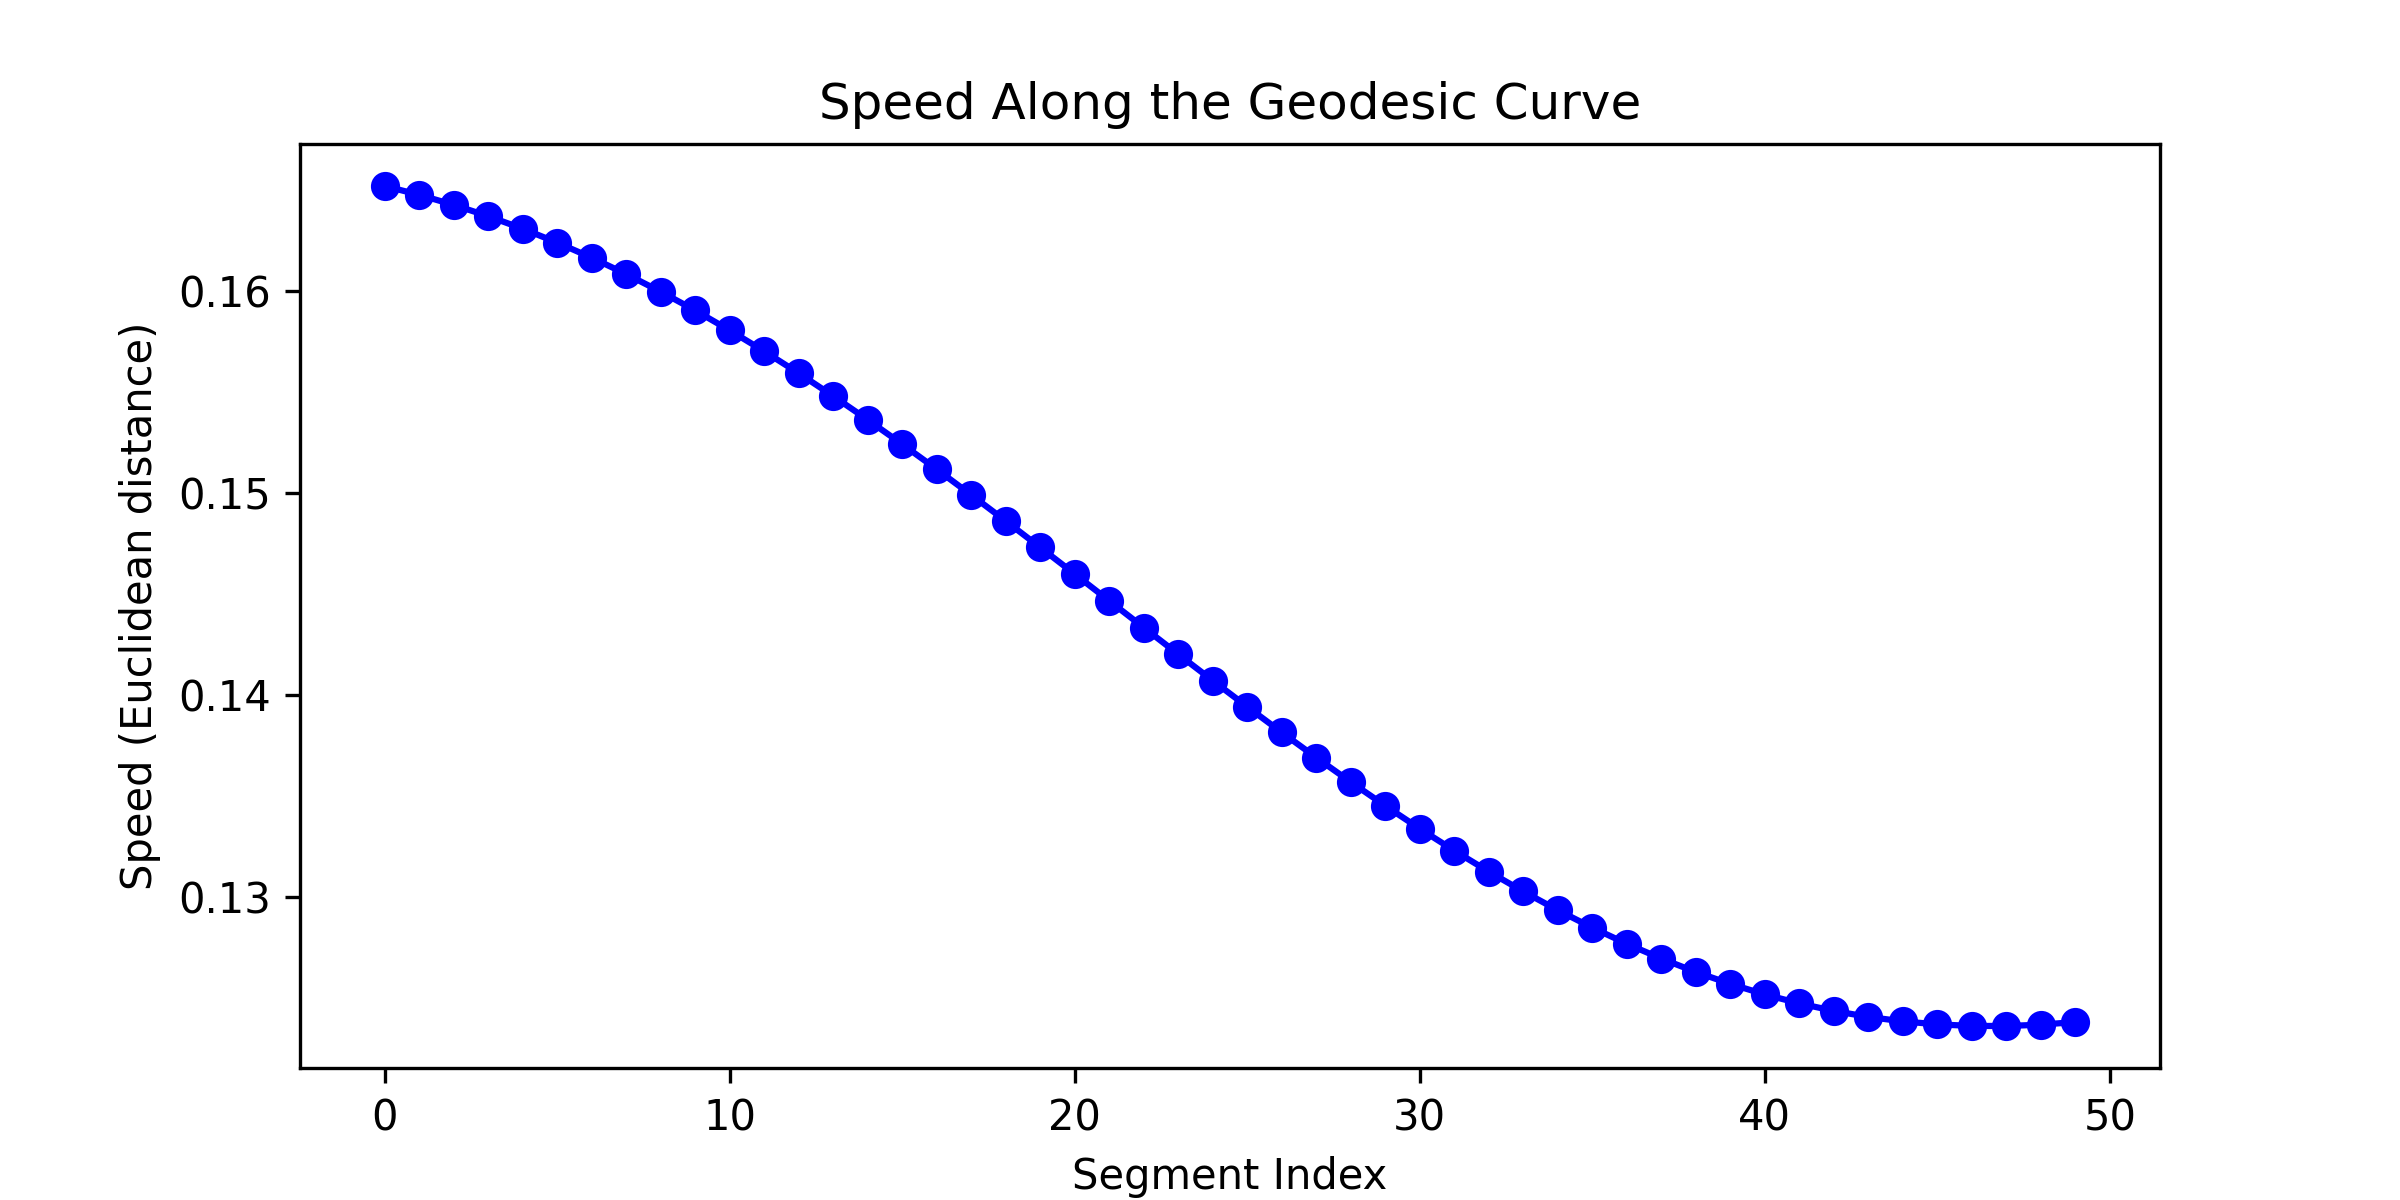 Speed Along the Geodesic Curve
Speed (Euclidean distance)
0.16
0.15
0.14
0.13
0 10 20 30 40 50
Segment Index